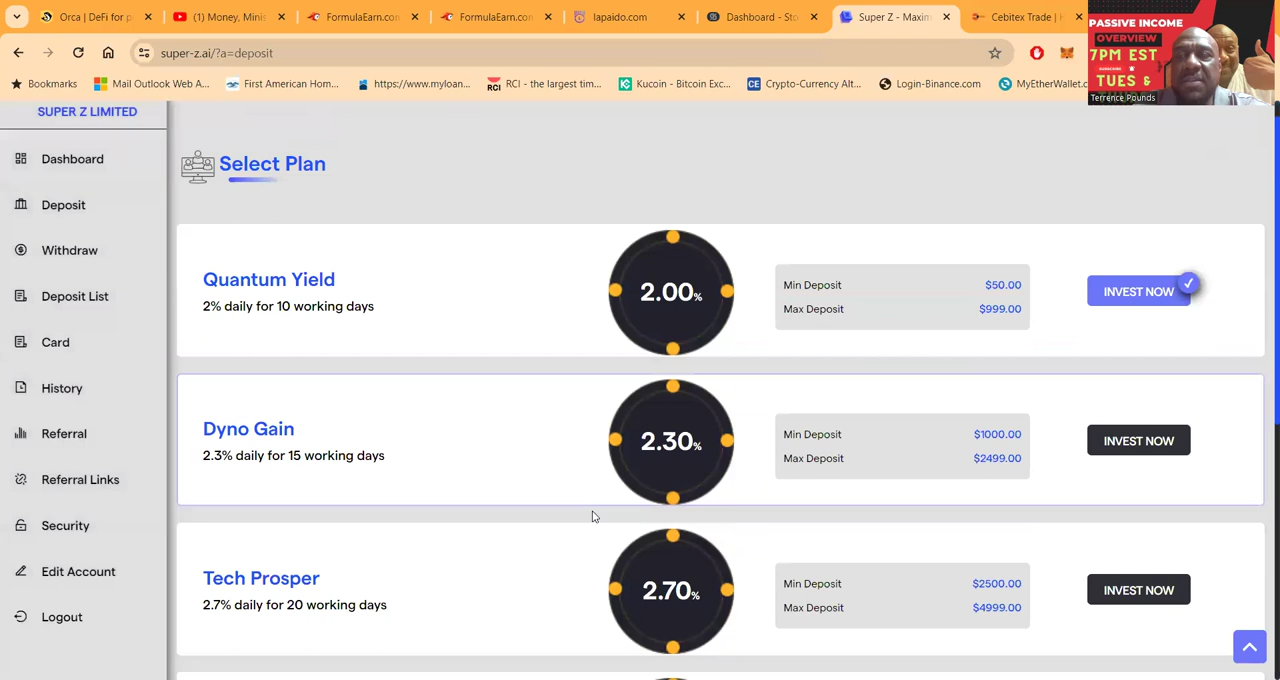 Orca | DeFi for p
(1) Money, Minis
FormulaEarn.com
FormulaEarn.con
lapaido.com
Dashboard - Sto
Super Z - Maxim
Cebitex Trade | H
super-z.ai/?a=deposit
Bookmarks
Mail Outlook Web A...
First American Hom...
https://www.myloan...
RCI
RCI - the largest tim...
Kucoin - Bitcoin Exc...
CE
Crypto-Currency Alt...
Login-Binance.com
MyEtherWallet.c
PASSIVE INCOME
OVERVIEW
7PM EST
TUES &
Terrence Pounds
SUPER Z LIMITED
Dashboard
Deposit
Withdraw
Deposit List
Card
History
Referral
Referral Links
Security
Edit Account
Logout
Select Plan
Quantum Yield
2% daily for 10 working days
2.00%
Min Deposit $50.00
Max Deposit $999.00
INVEST NOW
Dyno Gain
2.3% daily for 15 working days
2.30%
Min Deposit $1000.00
Max Deposit $2499.00
INVEST NOW
Tech Prosper
2.7% daily for 20 working days
2.70%
Min Deposit $2500.00
Max Deposit $4999.00
INVEST NOW